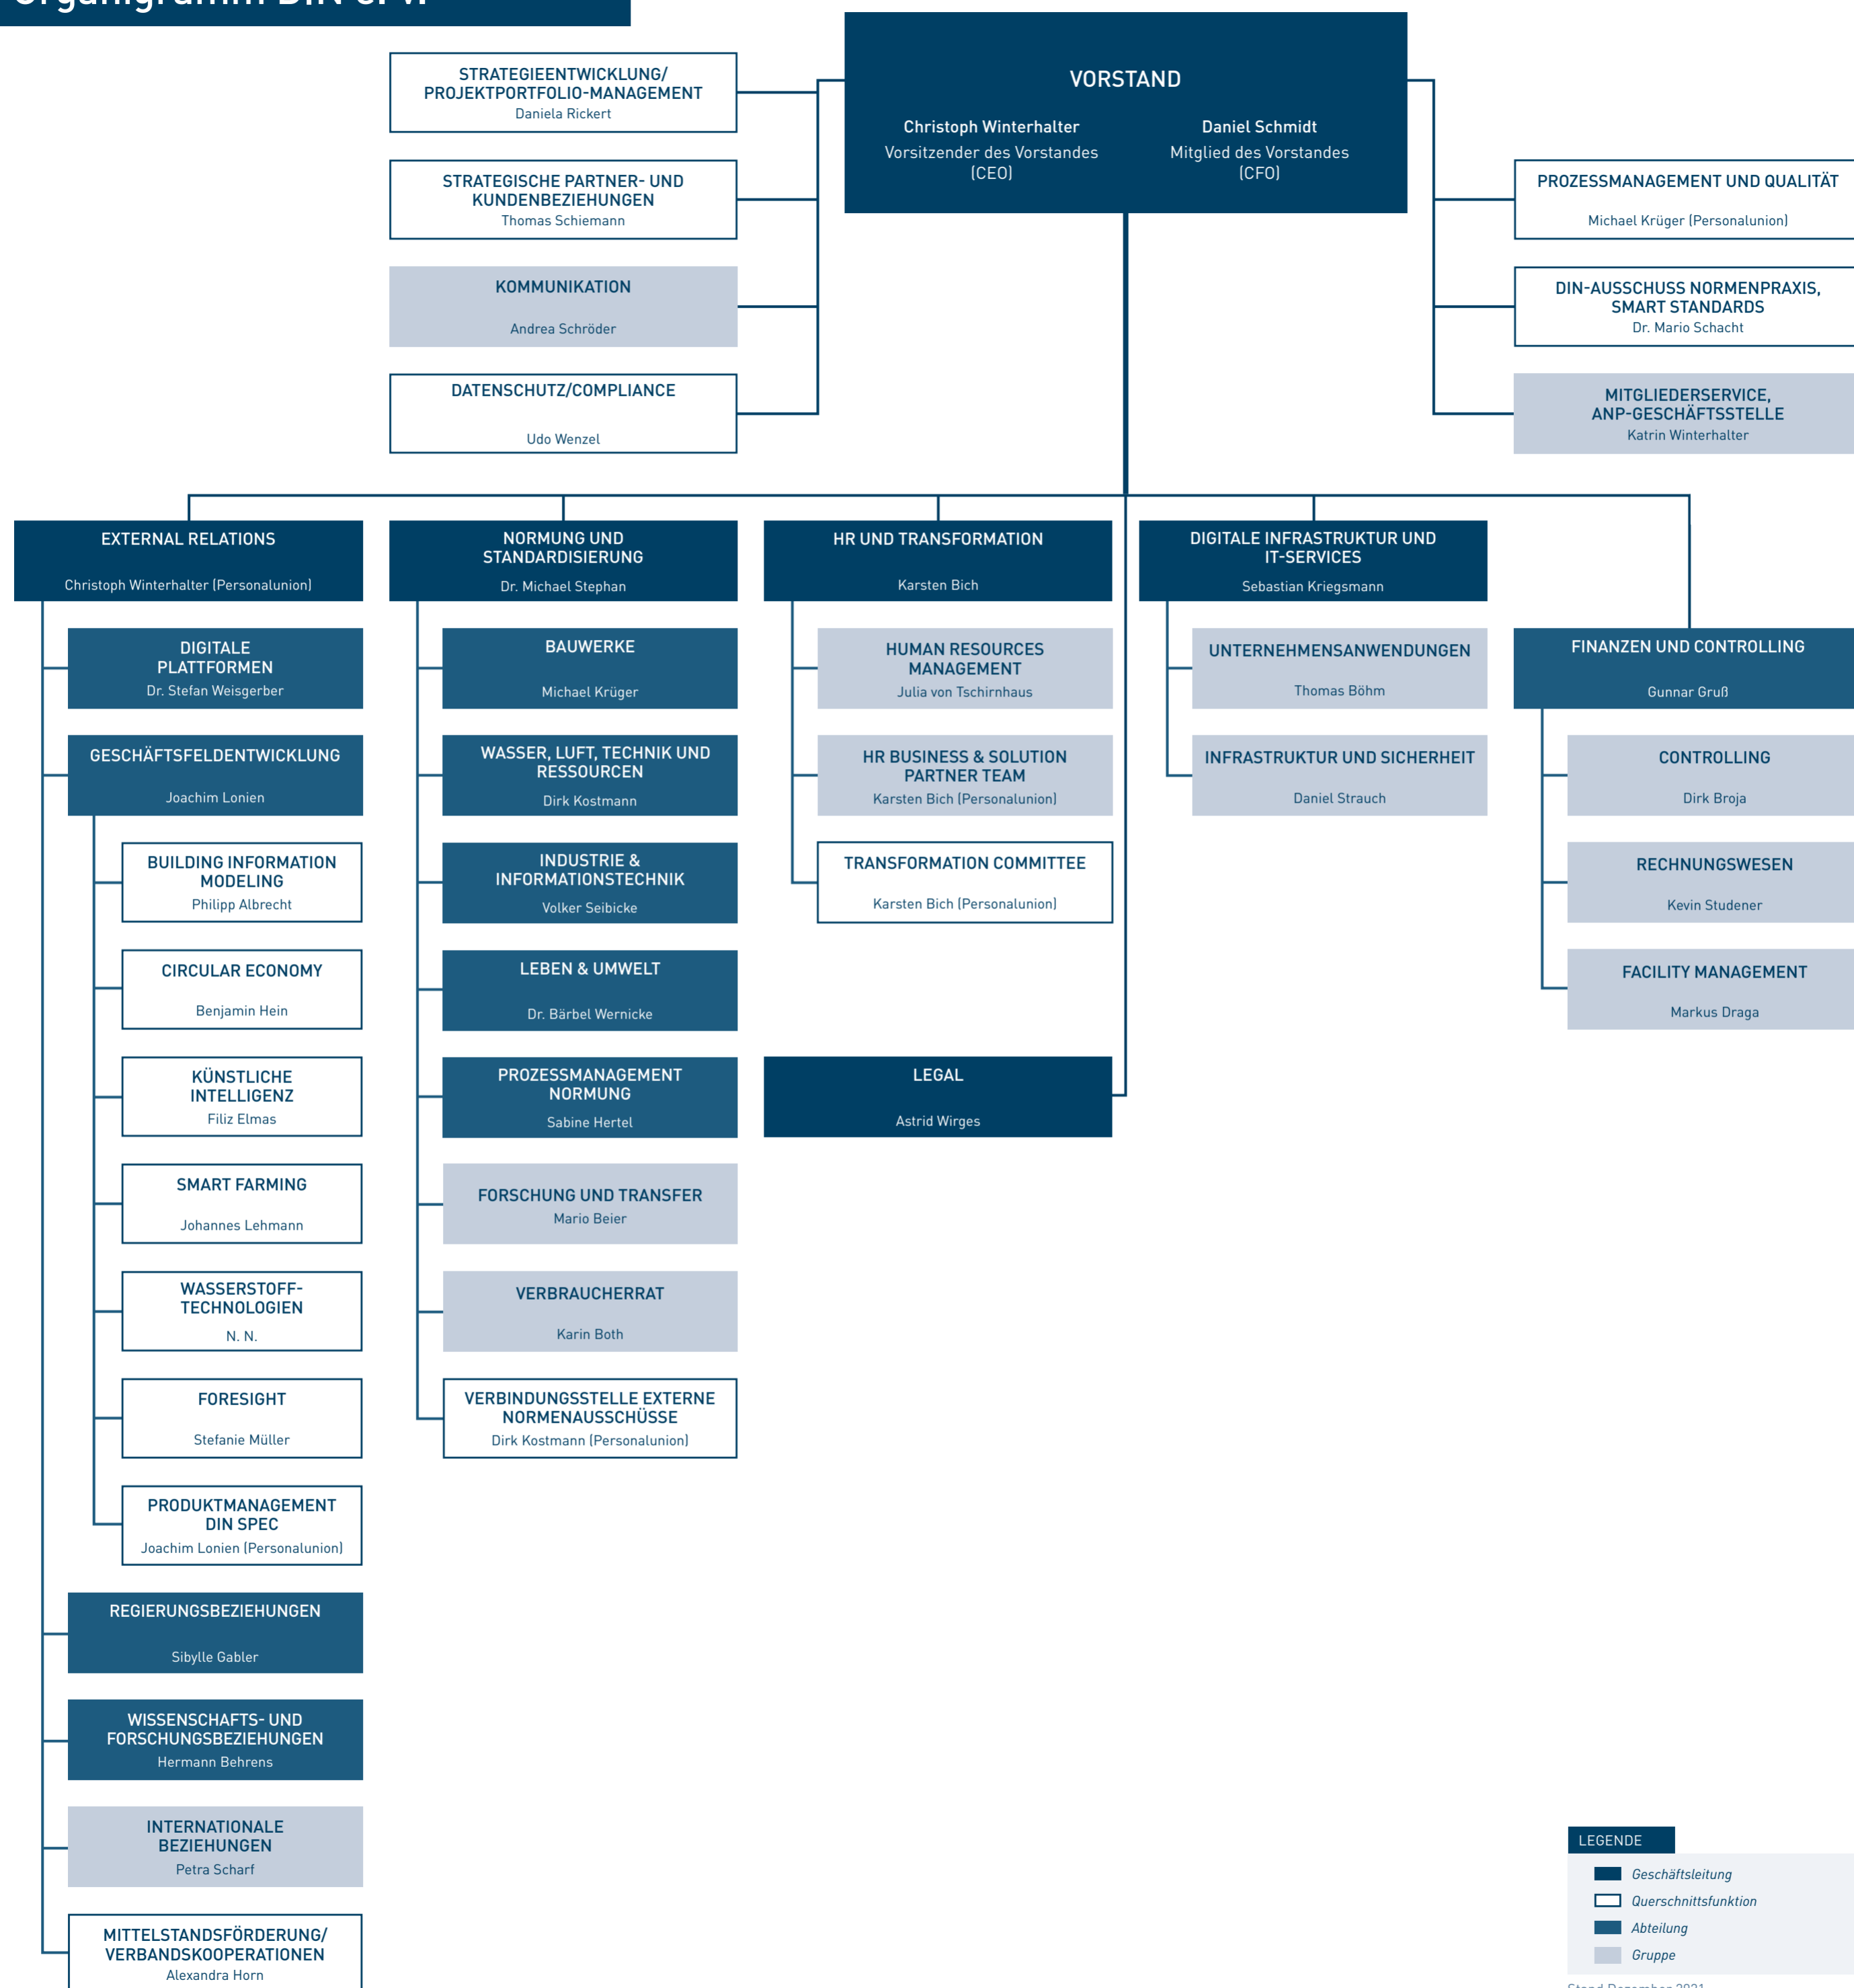 Organigramm DIN e. V.
VORSTAND
Christoph Winterhalter
Vorsitzender des Vorstandes
(CEO)
Daniel Schmidt
Mitglied des Vorstandes
(CFO)
STRATEGIEENTWICKLUNG/
PROJEKTPORTFOLIO-MANAGEMENT
Daniela Rickert
STRATEGISCHE PARTNER- UND
KUNDENBEZIEHUNGEN
Thomas Schiemann
KOMMUNIKATION
Andrea Schröder
DATENSCHUTZ/COMPLIANCE
Udo Wenzel
PROZESSMANAGEMENT UND QUALITÄT
Michael Krüger (Personalunion)
DIN-AUSSCHUSS NORMENPRAXIS,
SMART STANDARDS
Dr. Mario Schacht
MITGLIEDERSERVICE,
ANP-GESCHÄFTSSTELLE
Katrin Winterhalter
EXTERNAL RELATIONS
Christoph Winterhalter (Personalunion)
DIGITALE
PLATTFORMEN
Dr. Stefan Weisgerber
GESCHÄFTSFELDENTWICKLUNG
Joachim Lonien
BUILDING INFORMATION
MODELING
Philipp Albrecht
CIRCULAR ECONOMY
Benjamin Hein
KÜNSTLICHE
INTELLIGENZ
Filiz Elmas
SMART FARMING
Johannes Lehmann
WASSERSTOFF-
TECHNOLOGIEN
N. N.
FORESIGHT
Stefanie Müller
PRODUKTMANAGEMENT
DIN SPEC
Joachim Lonien (Personalunion)
REGIERUNGSBEZIEHUNGEN
Sibylle Gabler
WISSENSCHAFTS- UND
FORSCHUNGSBEZIEHUNGEN
Hermann Behrens
INTERNATIONALE
BEZIEHUNGEN
Petra Scharf
MITTELSTANDSFÖRDERUNG/
VERBANDSKOOPERATIONEN
Alexandra Horn
NORMUNG UND
STANDARDISIERUNG
Dr. Michael Stephan
BAUWERKE
Michael Krüger
WASSER, LUFT, TECHNIK UND
RESSOURCEN
Dirk Kostmann
INDUSTRIE &
INFORMATIONSTECHNIK
Volker Seibicke
LEBEN & UMWELT
Dr. Bärbel Wernicke
PROZESSMANAGEMENT
NORMUNG
Sabine Hertel
FORSCHUNG UND TRANSFER
Mario Beier
VERBRAUCHERRAT
Karin Both
VERBINDUNGSSTELLE EXTERNE
NORMENAUSSCHÜSSE
Dirk Kostmann (Personalunion)
HR UND TRANSFORMATION
Karsten Bich
HUMAN RESOURCES
MANAGEMENT
Julia von Tschirnhaus
HR BUSINESS & SOLUTION
PARTNER TEAM
Karsten Bich (Personalunion)
TRANSFORMATION COMMITTEE
Karsten Bich (Personalunion)
LEGAL
Astrid Wirges
DIGITALE INFRASTRUKTUR UND
IT-SERVICES
Sebastian Kriegsmann
UNTERNEHMENSANWENDUNGEN
Thomas Böhm
INFRASTRUKTUR UND SICHERHEIT
Daniel Strauch
FINANZEN UND CONTROLLING
Gunnar Gruß
CONTROLLING
Dirk Broja
RECHNUNGSWESEN
Kevin Studener
FACILITY MANAGEMENT
Markus Draga
LEGENDE
Geschäftsleitung
Querschnittsfunktion
Abteilung
Gruppe
Stand Dezember 2021